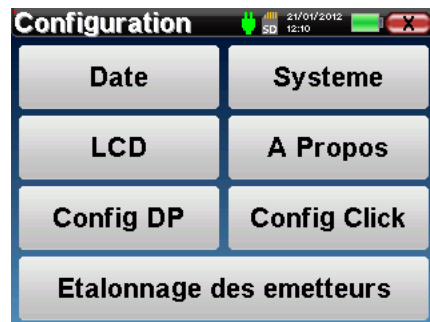 Configuration SD 21/01/2012 X
12:10
Date Systeme
LCD A Propos
Config DP Config Click
Etalonnage des emetteurs